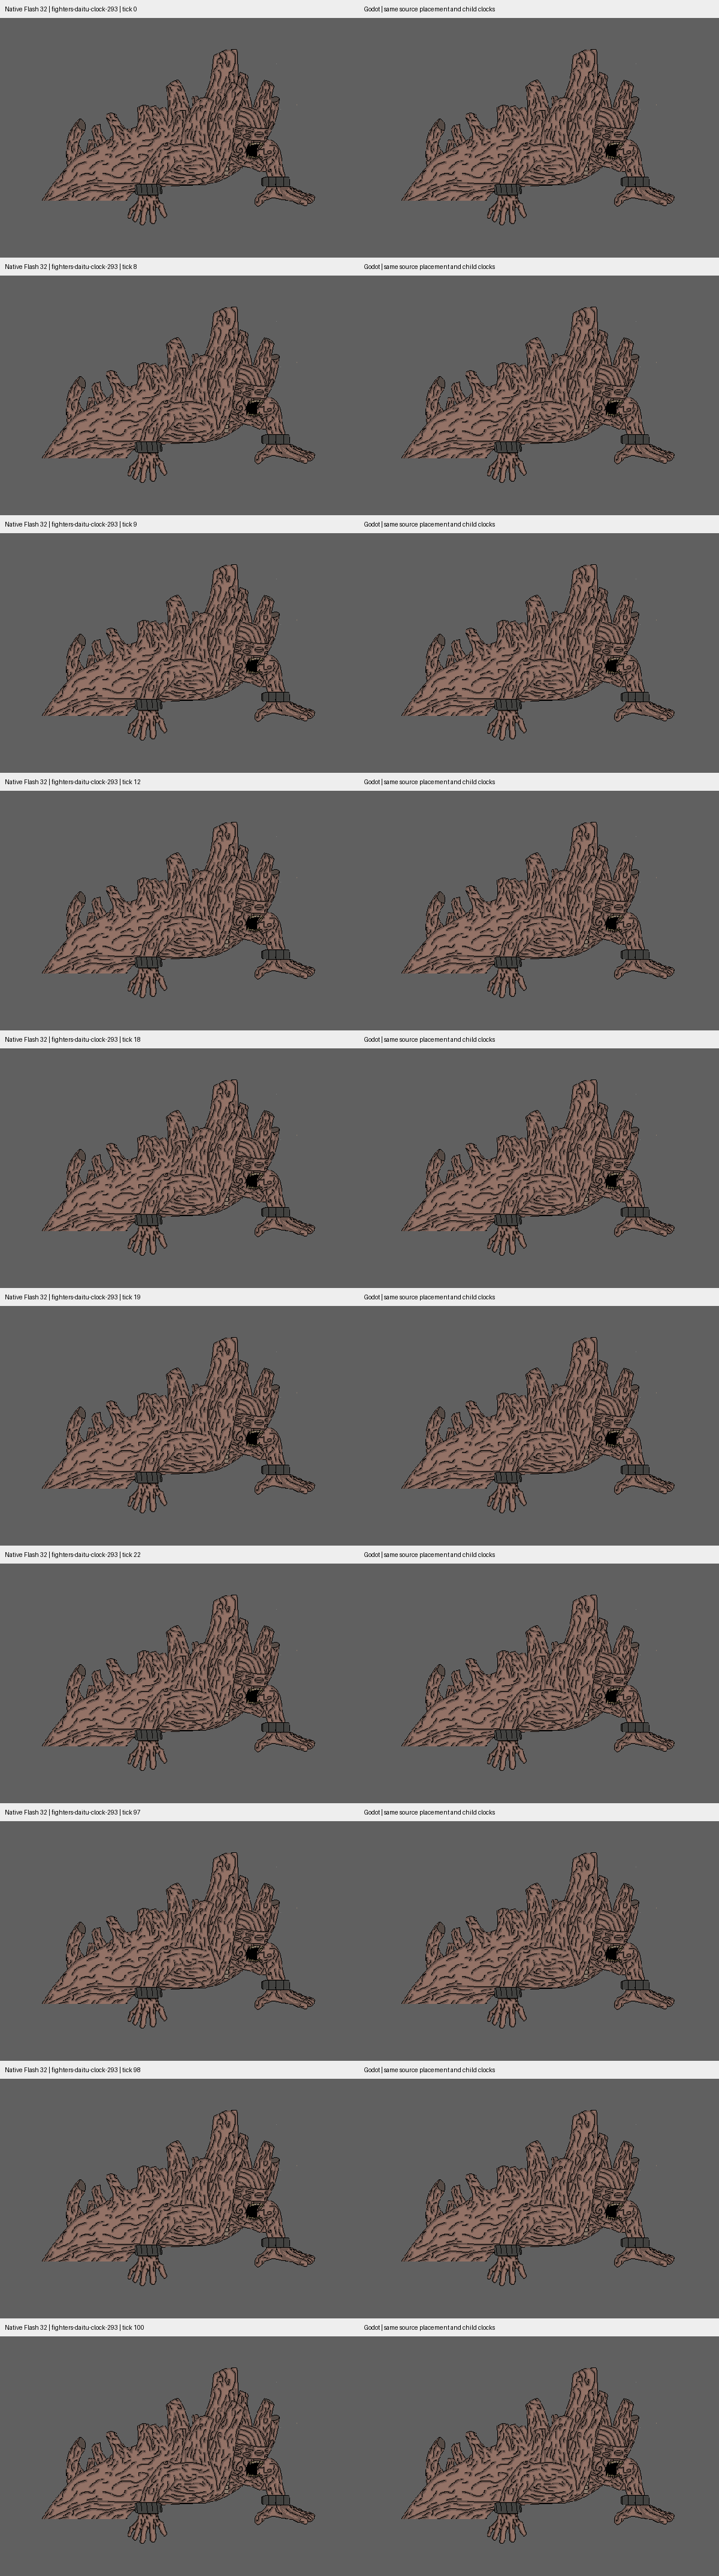 Native Flash 32 | fighters-daitu-clock-293 | tick 0
Godot | same source placement and child clocks
Native Flash 32 | fighters-daitu-clock-293 | tick 8
Godot | same source placement and child clocks
Native Flash 32 | fighters-daitu-clock-293 | tick 9
Godot | same source placement and child clocks
Native Flash 32 | fighters-daitu-clock-293 | tick 12
Godot | same source placement and child clocks
Native Flash 32 | fighters-daitu-clock-293 | tick 18
Godot | same source placement and child clocks
Native Flash 32 | fighters-daitu-clock-293 | tick 19
Godot | same source placement and child clocks
Native Flash 32 | fighters-daitu-clock-293 | tick 22
Godot | same source placement and child clocks
Native Flash 32 | fighters-daitu-clock-293 | tick 97
Godot | same source placement and child clocks
Native Flash 32 | fighters-daitu-clock-293 | tick 98
Godot | same source placement and child clocks
Native Flash 32 | fighters-daitu-clock-293 | tick 100
Godot | same source placement and child clocks